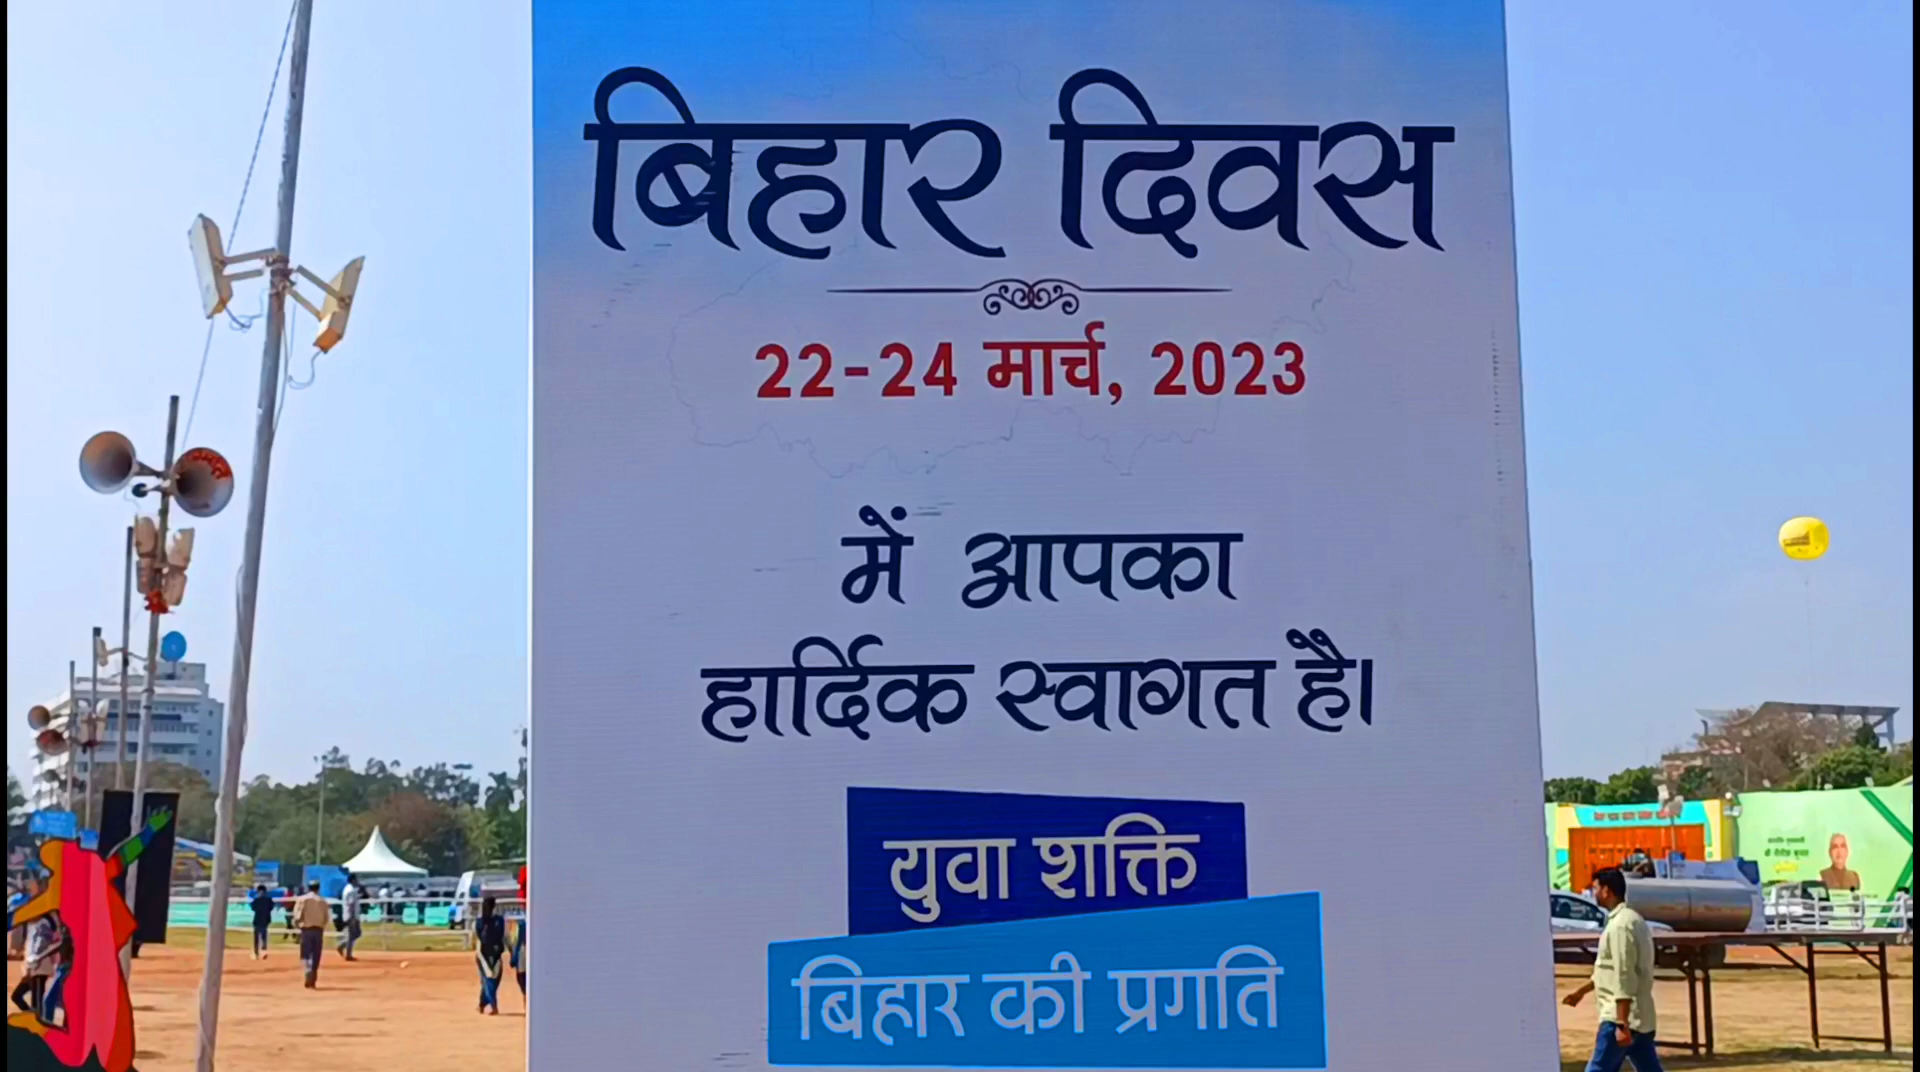 बिहार दिवस
22-24 मार्च, 2023
में आपका
हार्दिक स्वागत है।
युवा शक्ति
बिहार की प्रगति